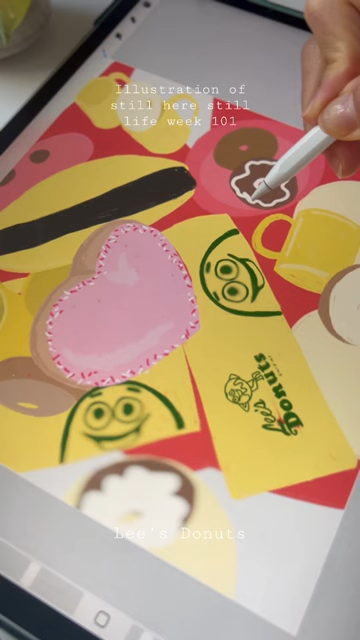 Illustration of
still here still
life week 101
Lee's
Donuts
Lee's Donuts